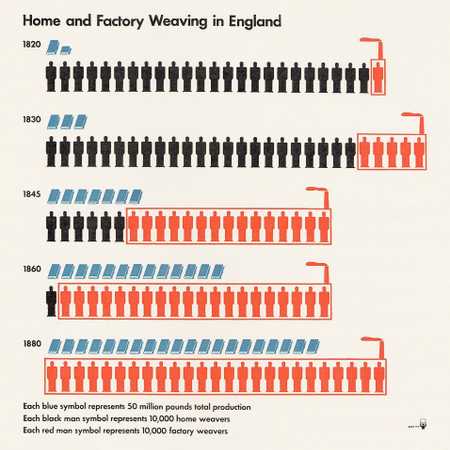 Home and Factory Weaving in England
1820
1830
1845
1860
1880
Each blue symbol represents 50 million pounds total production
Each black man symbol represents 10,000 home weavers
Each red man symbol represents 10,000 factory weavers